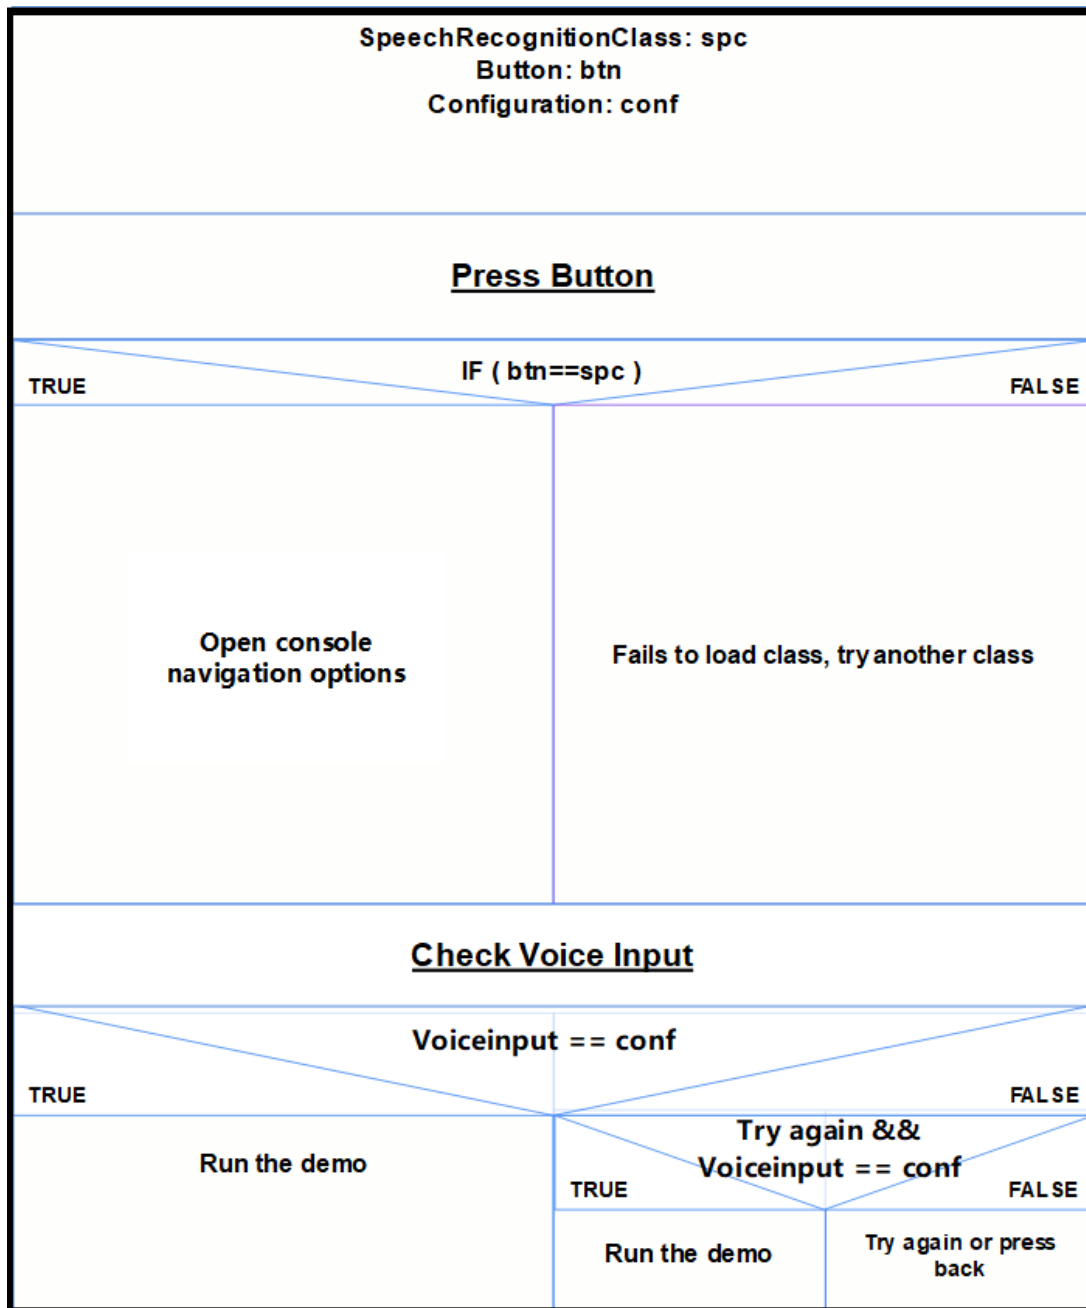 SpeechRecognitionClass: spc
Button: btn
Configuration: conf
Press Button
IF ( btn==spc )
TRUE
FALSE
Open console
navigation options
Fails to load class, try another class
Check Voice Input
Voiceinput == conf
TRUE
FALSE
Run the demo
Try again &&
Voiceinput == conf
TRUE
FALSE
Run the demo
Try again or press
back